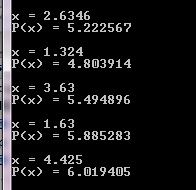 x = 2.6346
P(x) = 5.222567
x = 1.324
P(x) = 4.803914
x = 3.63
P(x) = 5.494896
x = 1.63
P(x) = 5.885283
x = 4.425
P(x) = 6.019405